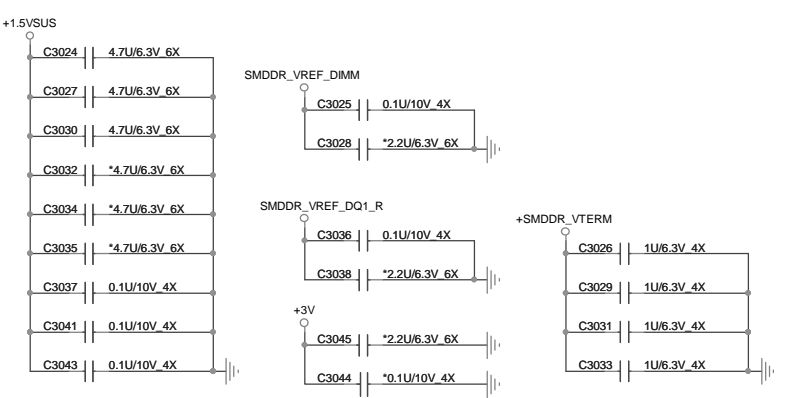 +1.5VSUS
C3024 4.7U/6.3V_6X
C3027 4.7U/6.3V_6X
C3030 4.7U/6.3V_6X
C3032 *4.7U/6.3V_6X
C3034 *4.7U/6.3V_6X
C3035 *4.7U/6.3V_6X
C3037 0.1U/10V_4X
C3041 0.1U/10V_4X
C3043 0.1U/10V_4X
SMDDR_VREF_DIMM
C3025 0.1U/10V_4X
C3028 *2.2U/6.3V_6X
SMDDR_VREF_DQ1_R
C3036 0.1U/10V_4X
C3038 *2.2U/6.3V_6X
+3V
C3045 *2.2U/6.3V_6X
C3044 *0.1U/10V_4X
+SMDDR_VTERM
C3026 1U/6.3V_4X
C3029 1U/6.3V_4X
C3031 1U/6.3V_4X
C3033 1U/6.3V_4X